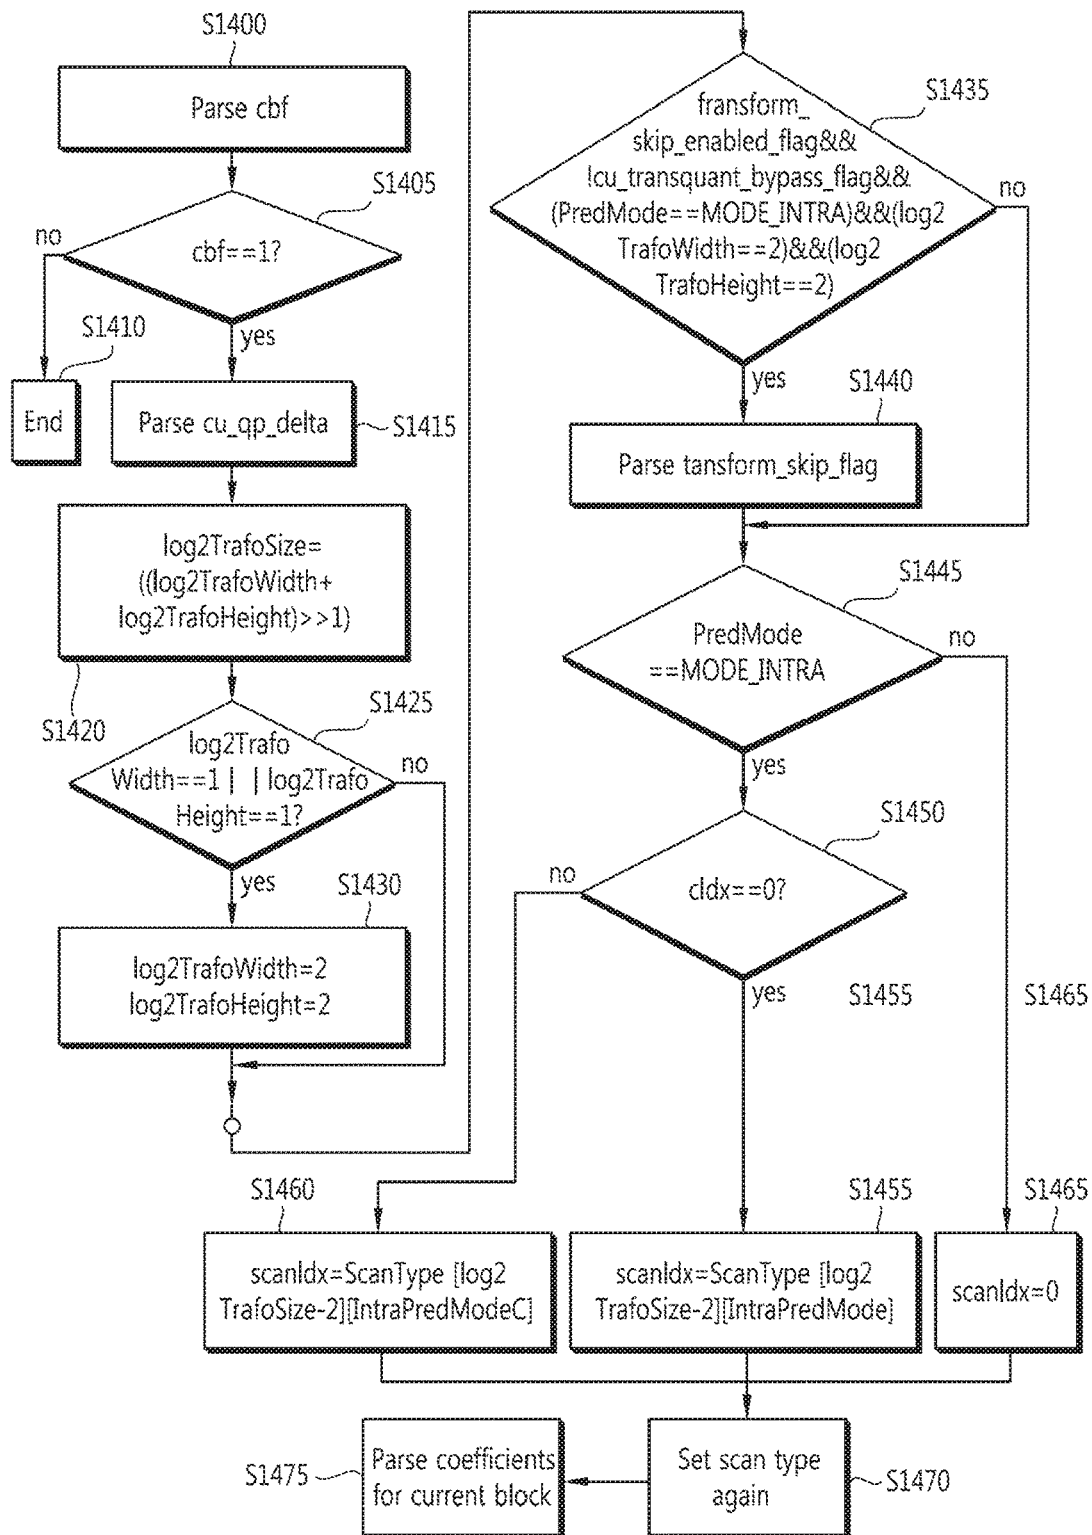 S1400
Parse cbf
S1405
no
cbf==1?
yes
S1410
End
Parse cu_qp_delta
S1415
log2TrafoSize=
((log2TrafoWidth+
log2TrafoHeight)>>1)
S1420
S1425
log2Trafo
Width==1 | | log2Trafo
Height==1?
no
yes
S1430
log2TrafoWidth=2
log2TrafoHeight=2
S1435
fransform_
skip_enabled_flag&&
!cu_transquant_bypass_flag&&
(PredMode==MODE_INTRA)&&(log2
TrafoWidth==2)&&(log2
TrafoHeight==2)
no
yes
S1440
Parse tansform_skip_flag
S1445
PredMode
==MODE_INTRA
no
yes
S1450
no
cIdx==0?
yes
S1455
S1465
S1460
scanIdx=ScanType [log2
TrafoSize-2][IntraPredModeC]
S1455
scanIdx=ScanType [log2
TrafoSize-2][IntraPredMode]
S1465
scanIdx=0
S1475
Parse coefficients
for current block
Set scan type
again
S1470